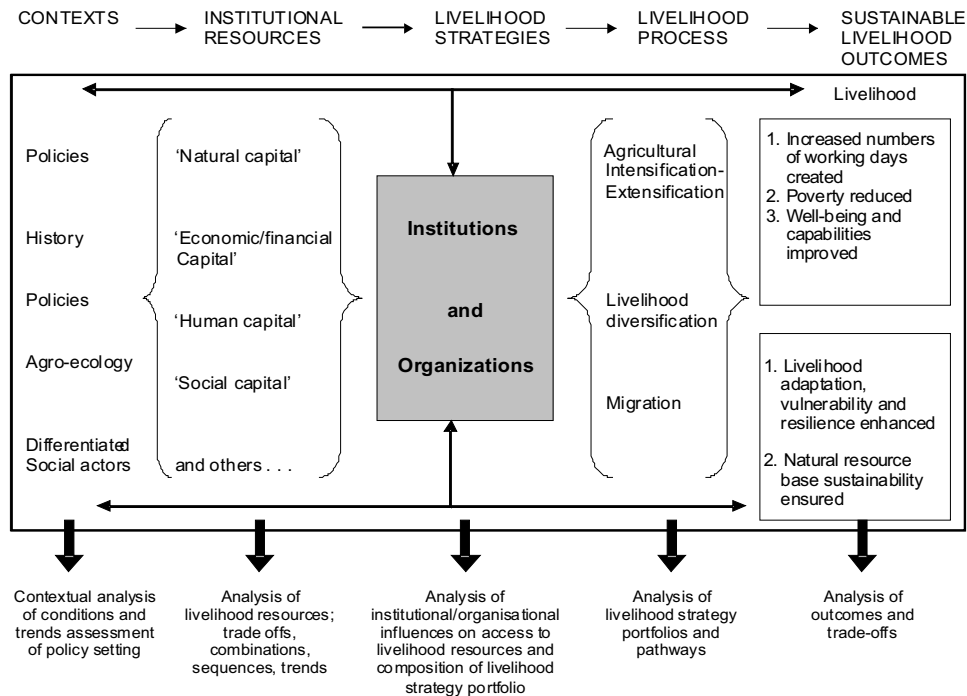 CONTEXTS
INSTITUTIONAL
RESOURCES
LIVELIHOOD
STRATEGIES
LIVELIHOOD
PROCESS
SUSTAINABLE
LIVELIHOOD
OUTCOMES
Policies
History
Policies
Agro-ecology
Differentiated
Social actors
‘Natural capital’
‘Economic/financial
Capital’
‘Human capital’
‘Social capital’
and others . . .
Institutions
and
Organizations
Agricultural
Intensification-
Extensification
Livelihood
diversification
Migration
Livelihood
1. Increased numbers
of working days
created
2. Poverty reduced
3. Well-being and
capabilities
improved
1. Livelihood
adaptation,
vulnerability and
resilience enhanced
2. Natural resource
base sustainability
ensured
Contextual analysis
of conditions and
trends assessment
of policy setting
Analysis of
livelihood resources;
trade offs,
combinations,
sequences, trends
Analysis of
institutional/organisational
influences on access to
livelihood resources and
composition of livelihood
strategy portfolio
Analysis of
livelihood strategy
portfolios and
pathways
Analysis of
outcomes and
trade-offs